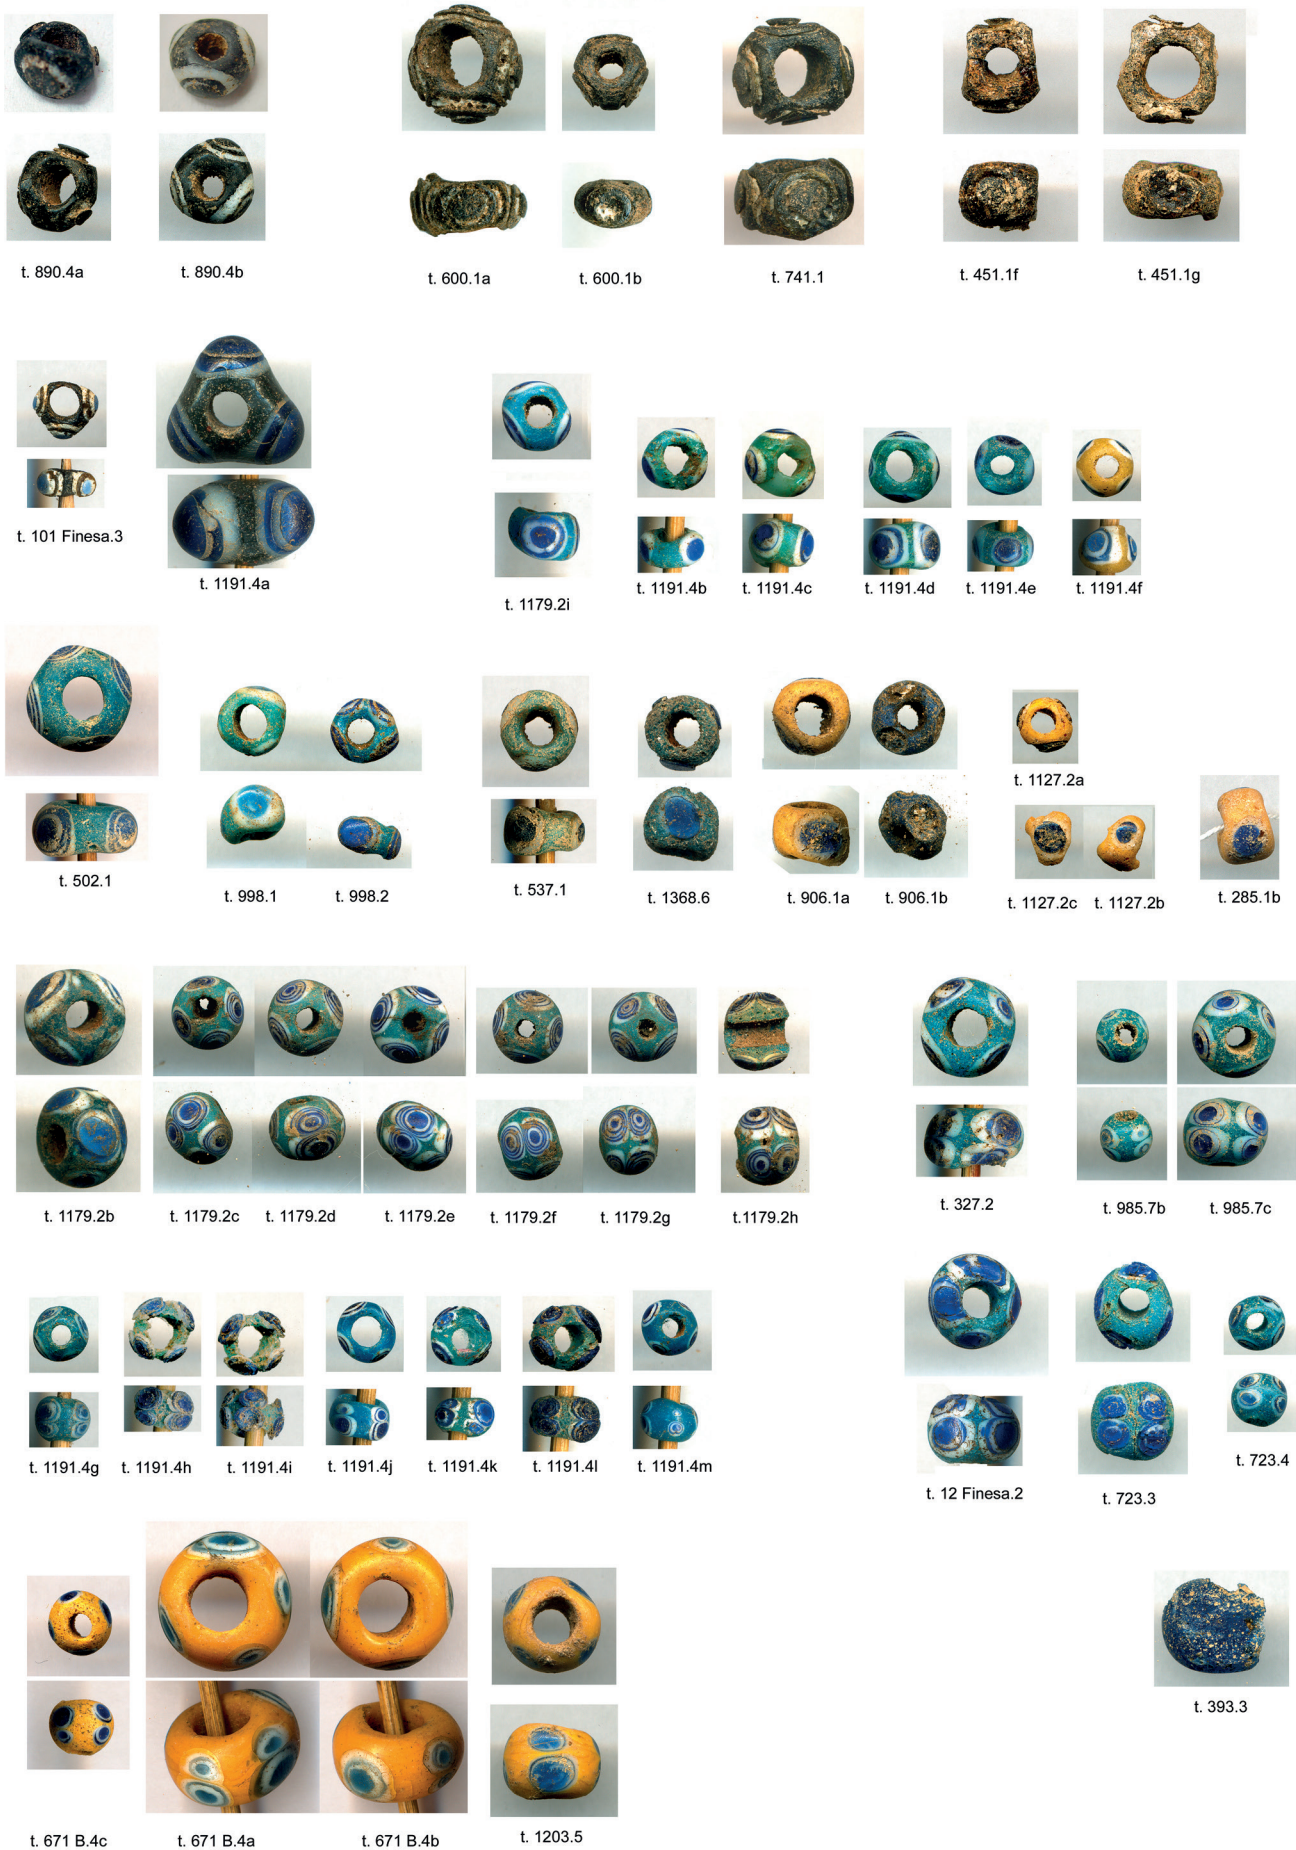 t. 890.4a
t. 890.4b
t. 600.1a
t. 600.1b
t. 741.1
t. 451.1f
t. 451.1g
t. 101 Finesa.3
t. 1191.4a
t. 1179.2i
t. 1191.4b
t. 1191.4c
t. 1191.4d
t. 1191.4e
t. 1191.4f
t. 502.1
t. 998.1
t. 998.2
t. 537.1
t. 1368.6
t. 906.1a
t. 906.1b
t. 1127.2a
t. 1127.2c
t. 1127.2b
t. 285.1b
t. 1179.2b
t. 1179.2c
t. 1179.2d
t. 1179.2e
t. 1179.2f
t. 1179.2g
t.1179.2h
t. 327.2
t. 985.7b
t. 985.7c
t. 1191.4g
t. 1191.4h
t. 1191.4i
t. 1191.4j
t. 1191.4k
t. 1191.4l
t. 1191.4m
t. 12 Finesa.2
t. 723.3
t. 723.4
t. 671 B.4c
t. 671 B.4a
t. 671 B.4b
t. 1203.5
t. 393.3